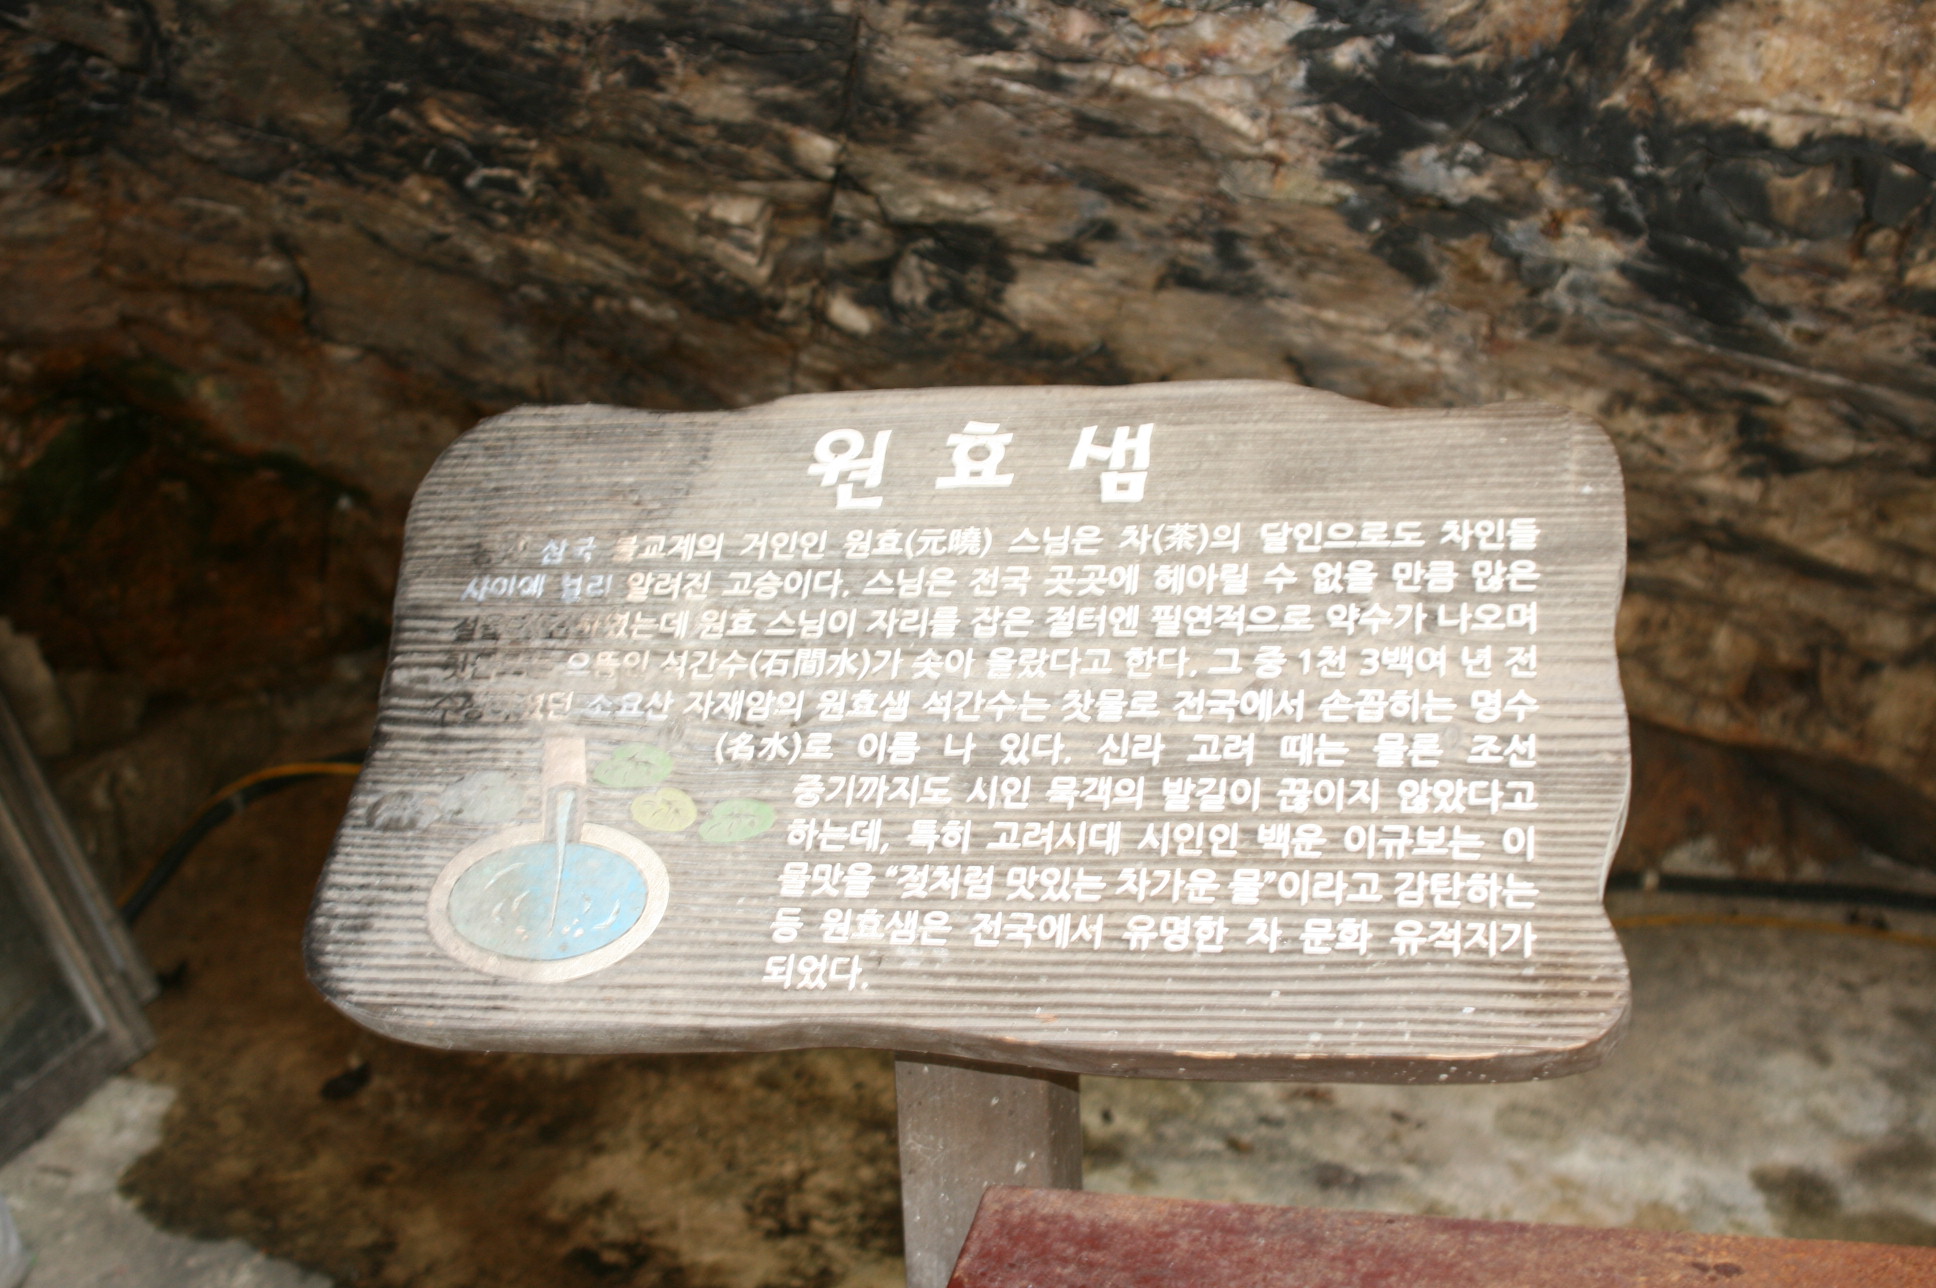 원효샘
삼국 불교계의 거인인 원효(元曉) 스님은 차(茶)의 달인으로도 차인들
사이에 널리 알려진 고승이다. 스님은 전국 곳곳에 헤아릴 수 없을 만큼 많은
원효 스님이 자리를 잡은 절터엔 필연적으로 약수가 나오며
으뜸인 석간수(石間水)가 솟아 올랐다고 한다. 그 중 1천 3백여 년 전
소요산 자재암의 원효샘 석간수는 찻물로 전국에서 손꼽히는 명수
(名水)로 이름 나 있다. 신라 고려 때는 물론 조선
중기까지도 시인 묵객의 발길이 끊이지 않았다고
하는데, 특히 고려시대 시인인 백운 이규보는 이
물맛을 “젖처럼 맛있는 차가운 물”이라고 감탄하는
등 원효샘은 전국에서 유명한 차 문화 유적지가
되었다.